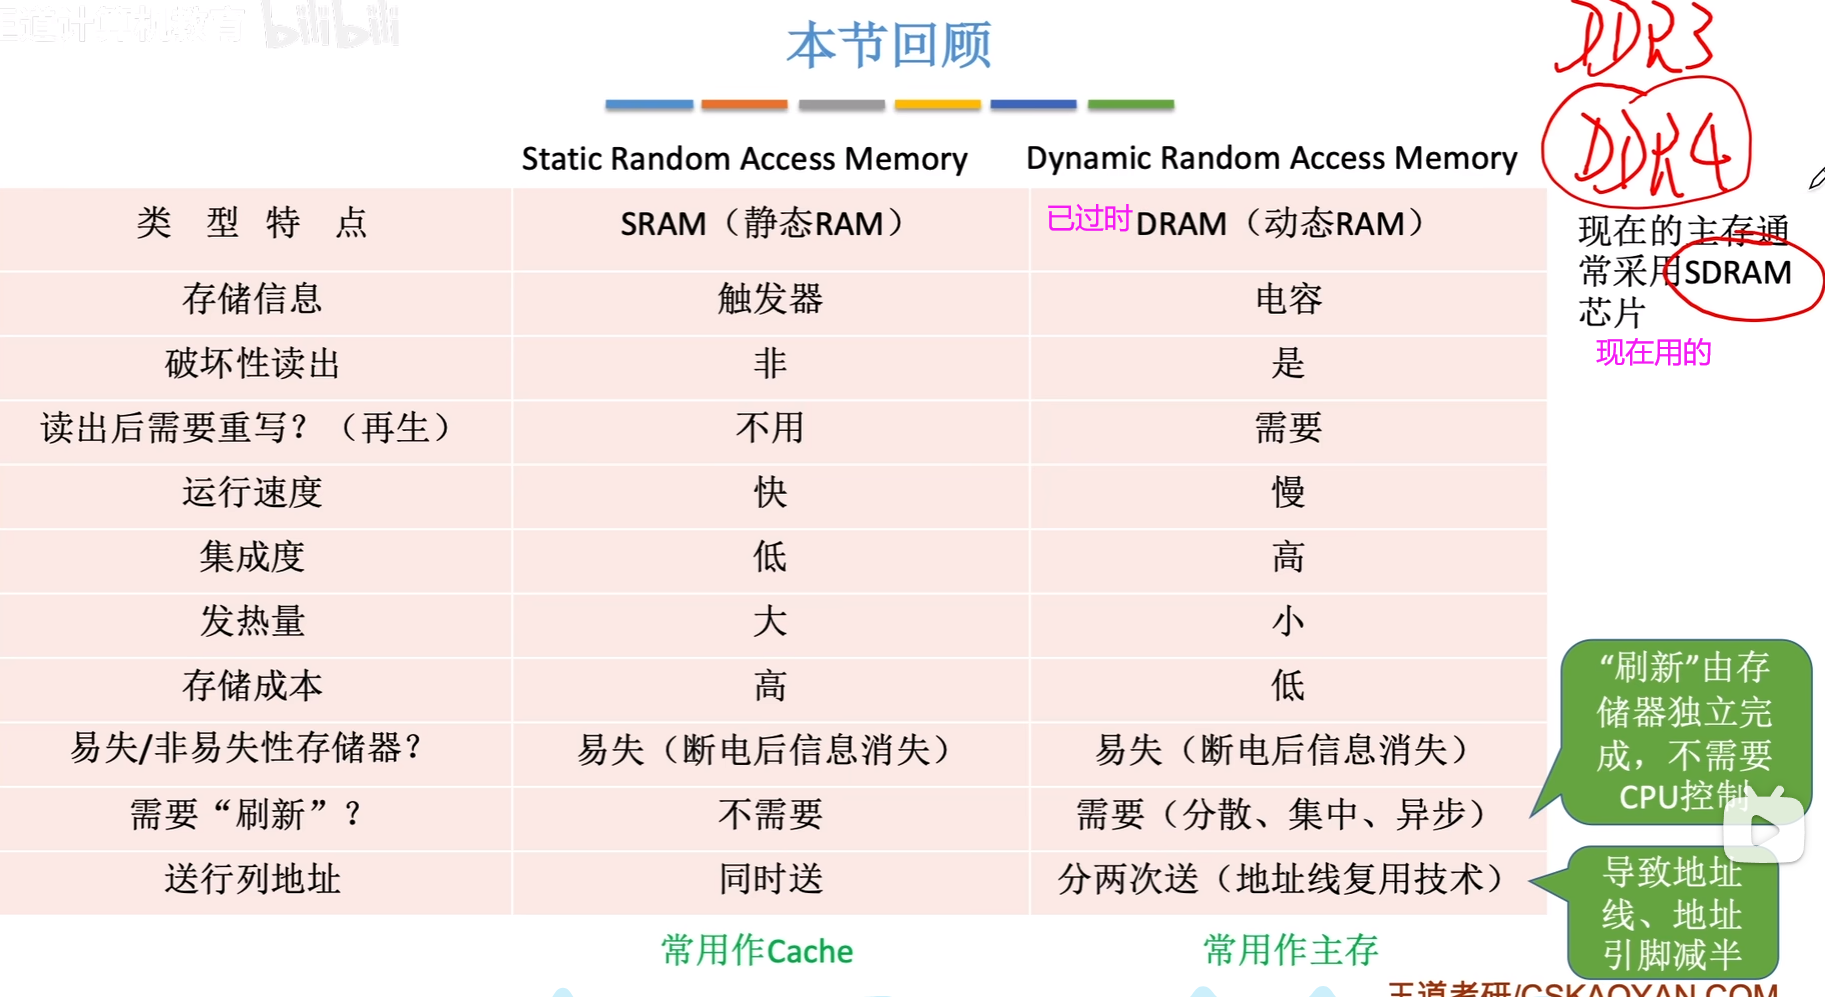 王道计算机教育 bilibili
本节回顾
DDR3
DDR4
Static Random Access Memory
Dynamic Random Access Memory
类 型 特 点
SRAM（静态RAM）
已过时
DRAM（动态RAM）
现在的主存通
常采用SDRAM
芯片
现在用的
存储信息
触发器
电容
破坏性读出
非
是
读出后需要重写？（再生）
不用
需要
运行速度
快
慢
集成度
低
高
发热量
大
小
存储成本
高
低
易失/非易失性存储器？
易失（断电后信息消失）
易失（断电后信息消失）
需要“刷新”？
不需要
需要（分散、集中、异步）
“刷新”由存
储器独立完
成，不需要
CPU控制
送行列地址
同时送
分两次送（地址线复用技术）
导致地址
线、地址
引脚减半
常用作Cache
常用作主存
王道考研/CSKAOYAN.COM